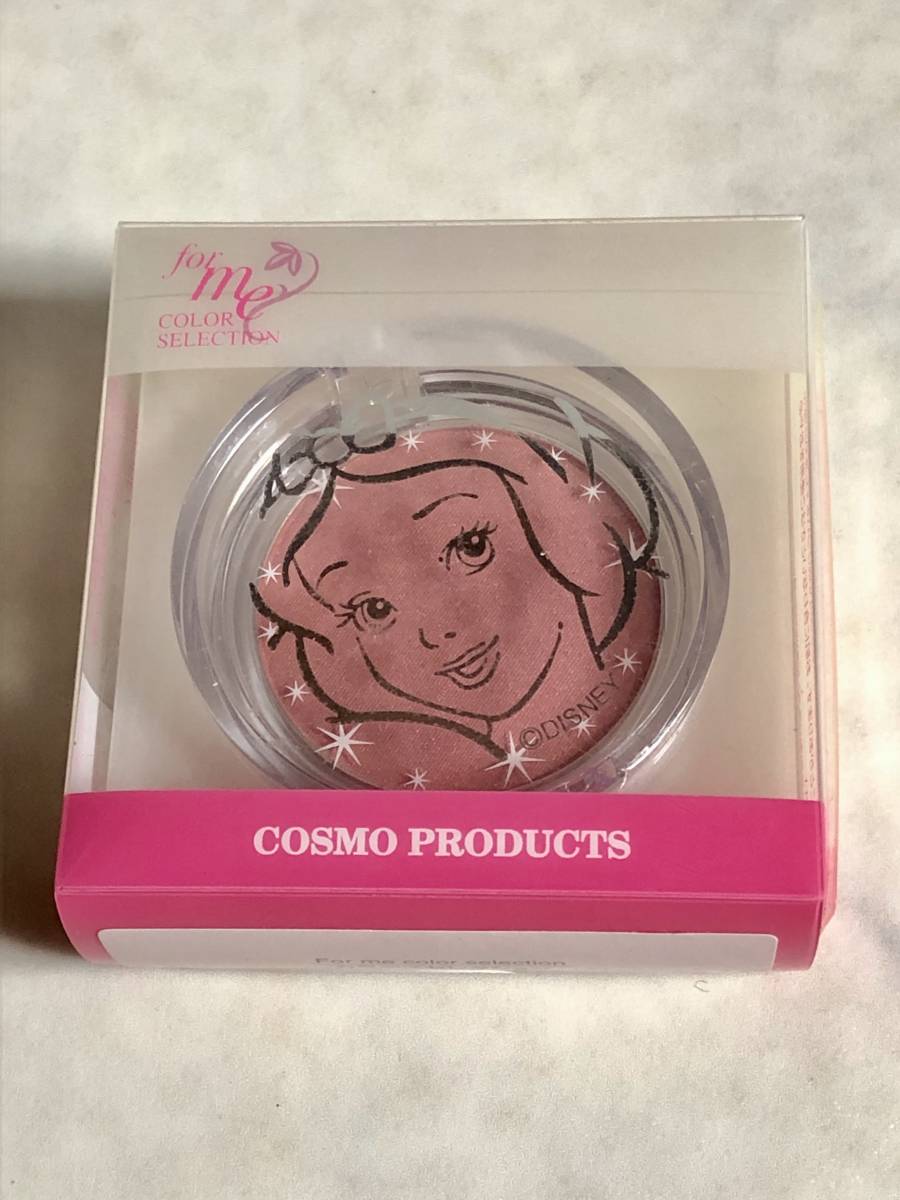 for
me
COLOR
SELECTION
©DISNEY
COSMO PRODUCTS
For me color selection